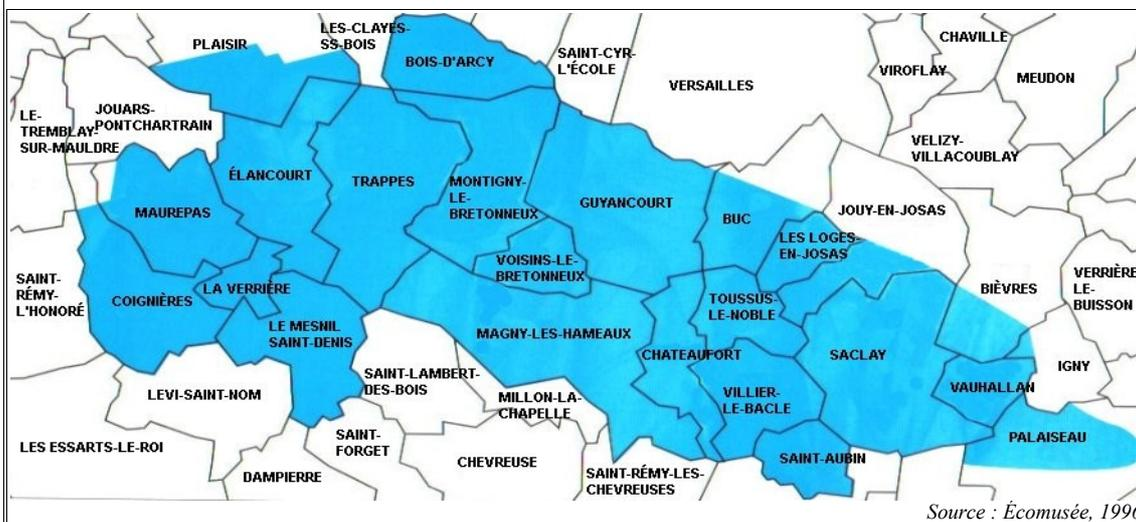 PLAISIR
LES-CLAYES-
SS-BOIS
BOIS-D'ARCY
SAINT-CYR-
L'ÉCOLE
VERSAILLES
VIROFLAY
CHAVILLE
MEUDON
LE-
TREMBLAY-
SUR-MAULDRE
JOUARS-
PONTCHARTRAIN
VELIZY-
VILLACOUBLAY
ÉLANCOURT
TRAPPES
MONTIGNY-
LE-
BRETONNEUX
GUYANCOURT
MAUREPAS
BUC
JOUY-EN-JOSAS
LES LOGES-
EN-JOSAS
VOISINS-LE-
BRETONNEUX
SAINT-
RÉMY-
L'HONORÉ
COIGNIÈRES
LA VERRIÈRE
BIÈVRES
VERRIÈRE
LE-
BUISSON
TOUSSUS-
LE-NOBLE
LE MESNIL
SAINT-DENIS
MAGNY-LES-HAMEAUX
CHATEAUFORT
SACLAY
IGNY
SAINT-LAMBERT-
DES-BOIS
VAUHALLAN
LEVI-SAINT-NOM
MILLON-LA-
CHAPELLE
VILLIER-
LE-BACLE
PALAISEAU
LES ESSARTS-LE-ROI
SAINT-
FORGET
CHEVREUSE
SAINT-AUBIN
DAMPIERRE
SAINT-RÉMY-LES-
CHEVREUSES
Source : Écomusée, 1990